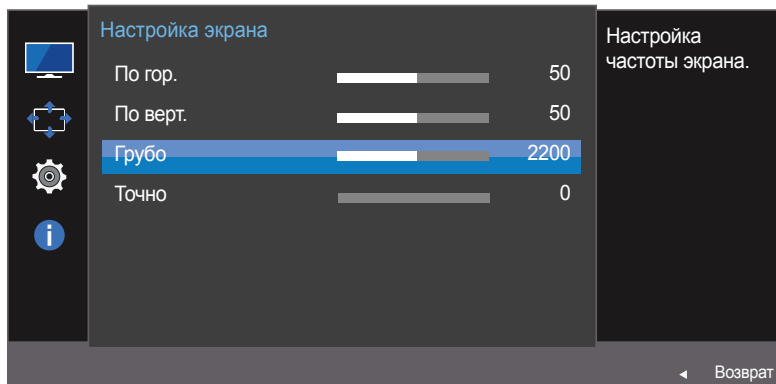 Настройка экрана
По гор. 50
По верт. 50
Грубо 2200
Точно 0
Настройка
частоты экрана.
Возврат